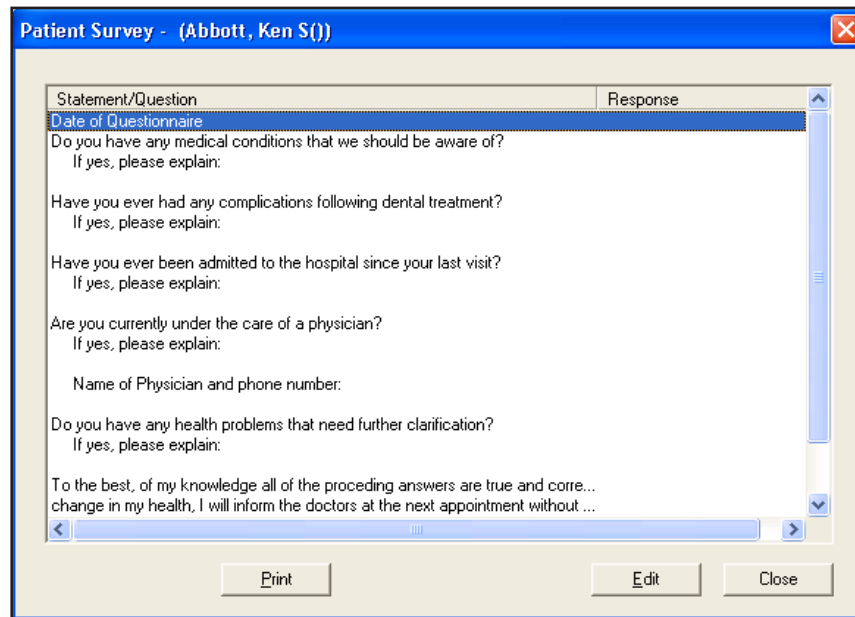 Patient Survey - (Abbott, Ken S())
Statement/Question Response
Date of Questionnaire
Do you have any medical conditions that we should be aware of?
If yes, please explain:
Have you ever had any complications following dental treatment?
If yes, please explain:
Have you ever been admitted to the hospital since your last visit?
If yes, please explain:
Are you currently under the care of a physician?
If yes, please explain:
Name of Physician and phone number:
Do you have any health problems that need further clarification?
If yes, please explain:
To the best, of my knowledge all of the proceding answers are true and corre...
change in my health, I will inform the doctors at the next appointment without ...
Print Edit Close